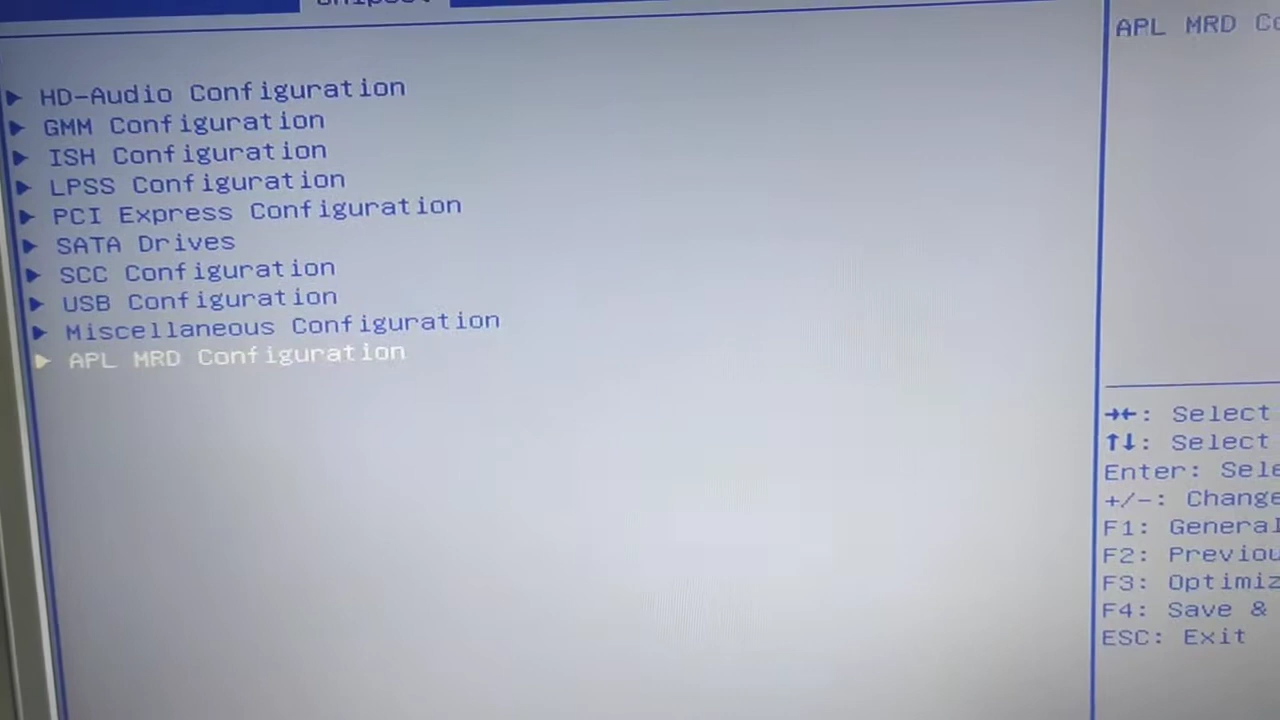 HD-Audio Configuration
GMM Configuration
ISH Configuration
LPSS Configuration
PCI Express Configuration
SATA Drives
SCC Configuration
USB Configuration
Miscellaneous Configuration
APL MRD Configuration
APL MRD Co
→←: Select
↑↓: Select
Enter: Sele
+/-: Change
F1: General
F2: Previou
F3: Optimiz
F4: Save &
ESC: Exit